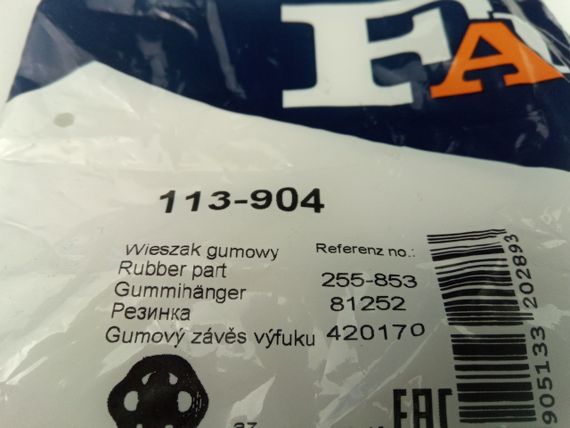 FA
113-904
Wieszak gumowy
Rubber part
Gummihänger
Резинка
Gumový závěs výfuku
Referenz no.:
255-853
81252
420170
905133 202893
EAC